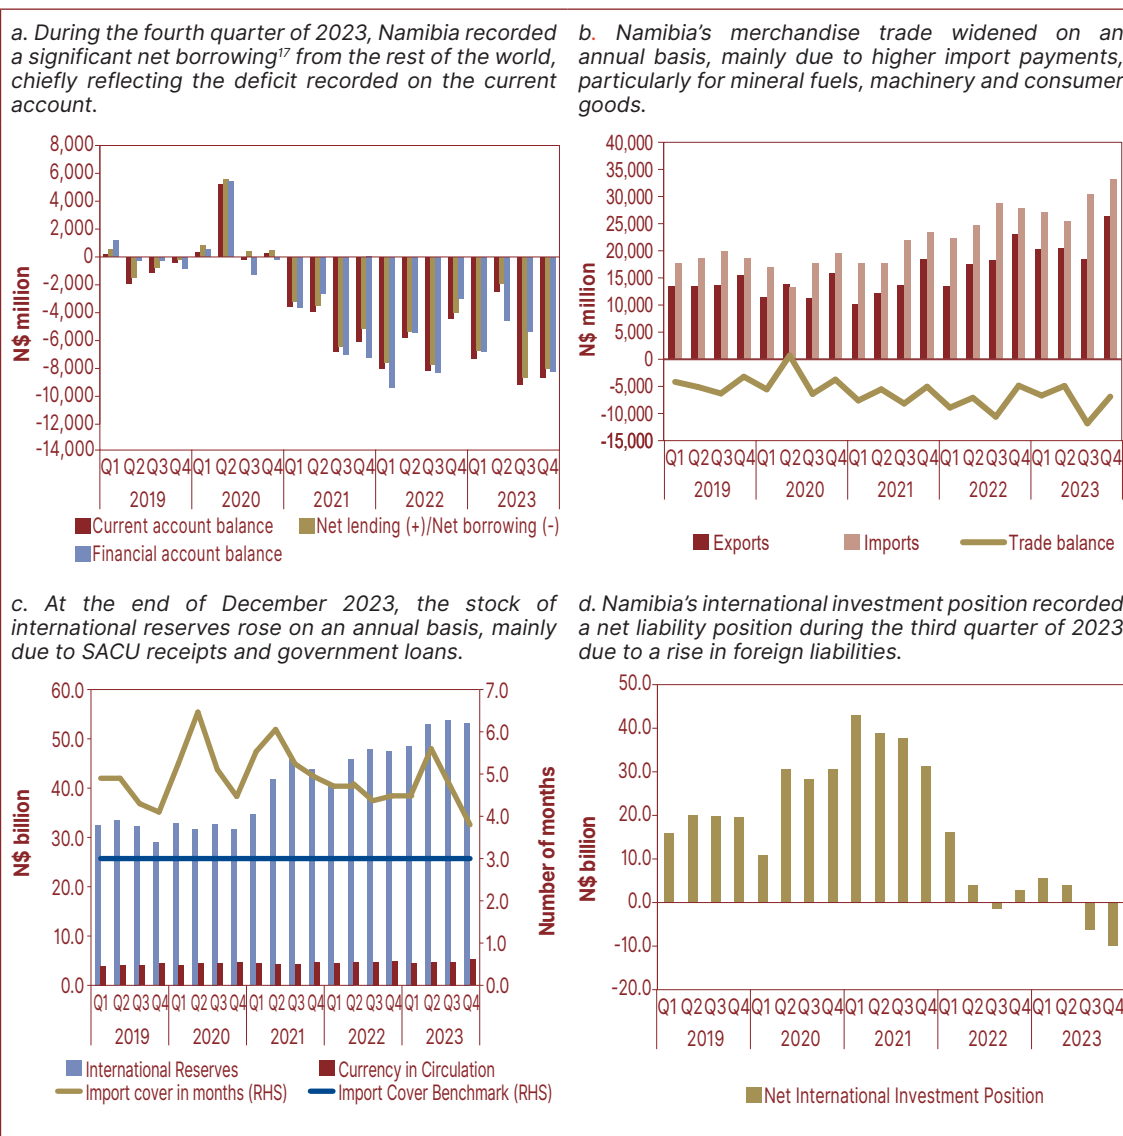 a. During the fourth quarter of 2023, Namibia recorded
a significant net borrowing17 from the rest of the world,
chiefly reflecting the deficit recorded on the current
account.
8,000
6,000
4,000
2,000
0
-2,000
-4,000
-6,000
-8,000
-10,000
-12,000
-14,000
N$ million
Q1 Q2 Q3 Q4 Q1 Q2 Q3 Q4 Q1 Q2 Q3 Q4 Q1 Q2 Q3 Q4 Q1 Q2 Q3 Q4
2019 2020 2021 2022 2023
Current account balance Net lending (+)/Net borrowing (-)
Financial account balance
b. Namibia's merchandise trade widened on an
annual basis, mainly due to higher import payments,
particularly for mineral fuels, machinery and consumer
goods.
40,000
35,000
30,000
25,000
20,000
15,000
10,000
5,000
0
-5,000
-10,000
-15,000
N$ million
Q1 Q2 Q3 Q4 Q1 Q2 Q3 Q4 Q1 Q2 Q3 Q4 Q1 Q2 Q3 Q4 Q1 Q2 Q3 Q4
2019 2020 2021 2022 2023
Exports Imports Trade balance
c. At the end of December 2023, the stock of
international reserves rose on an annual basis, mainly
due to SACU receipts and government loans.
60.0
50.0
40.0
30.0
20.0
10.0
0.0
N$ billion
7.0
6.0
5.0
4.0
3.0
2.0
1.0
0.0
Number of months
Q1 Q2 Q3 Q4 Q1 Q2 Q3 Q4 Q1 Q2 Q3 Q4 Q1 Q2 Q3 Q4 Q1 Q2 Q3 Q4
2019 2020 2021 2022 2023
International Reserves Currency in Circulation
Import cover in months (RHS) Import Cover Benchmark (RHS)
d. Namibia's international investment position recorded
a net liability position during the third quarter of 2023
due to a rise in foreign liabilities.
50.0
40.0
30.0
20.0
10.0
0.0
-10.0
-20.0
N$ billion
Q1 Q2 Q3 Q4 Q1 Q2 Q3 Q4 Q1 Q2 Q3 Q4 Q1 Q2 Q3 Q4 Q1 Q2 Q3 Q4
2019 2020 2021 2022 2023
Net International Investment Position